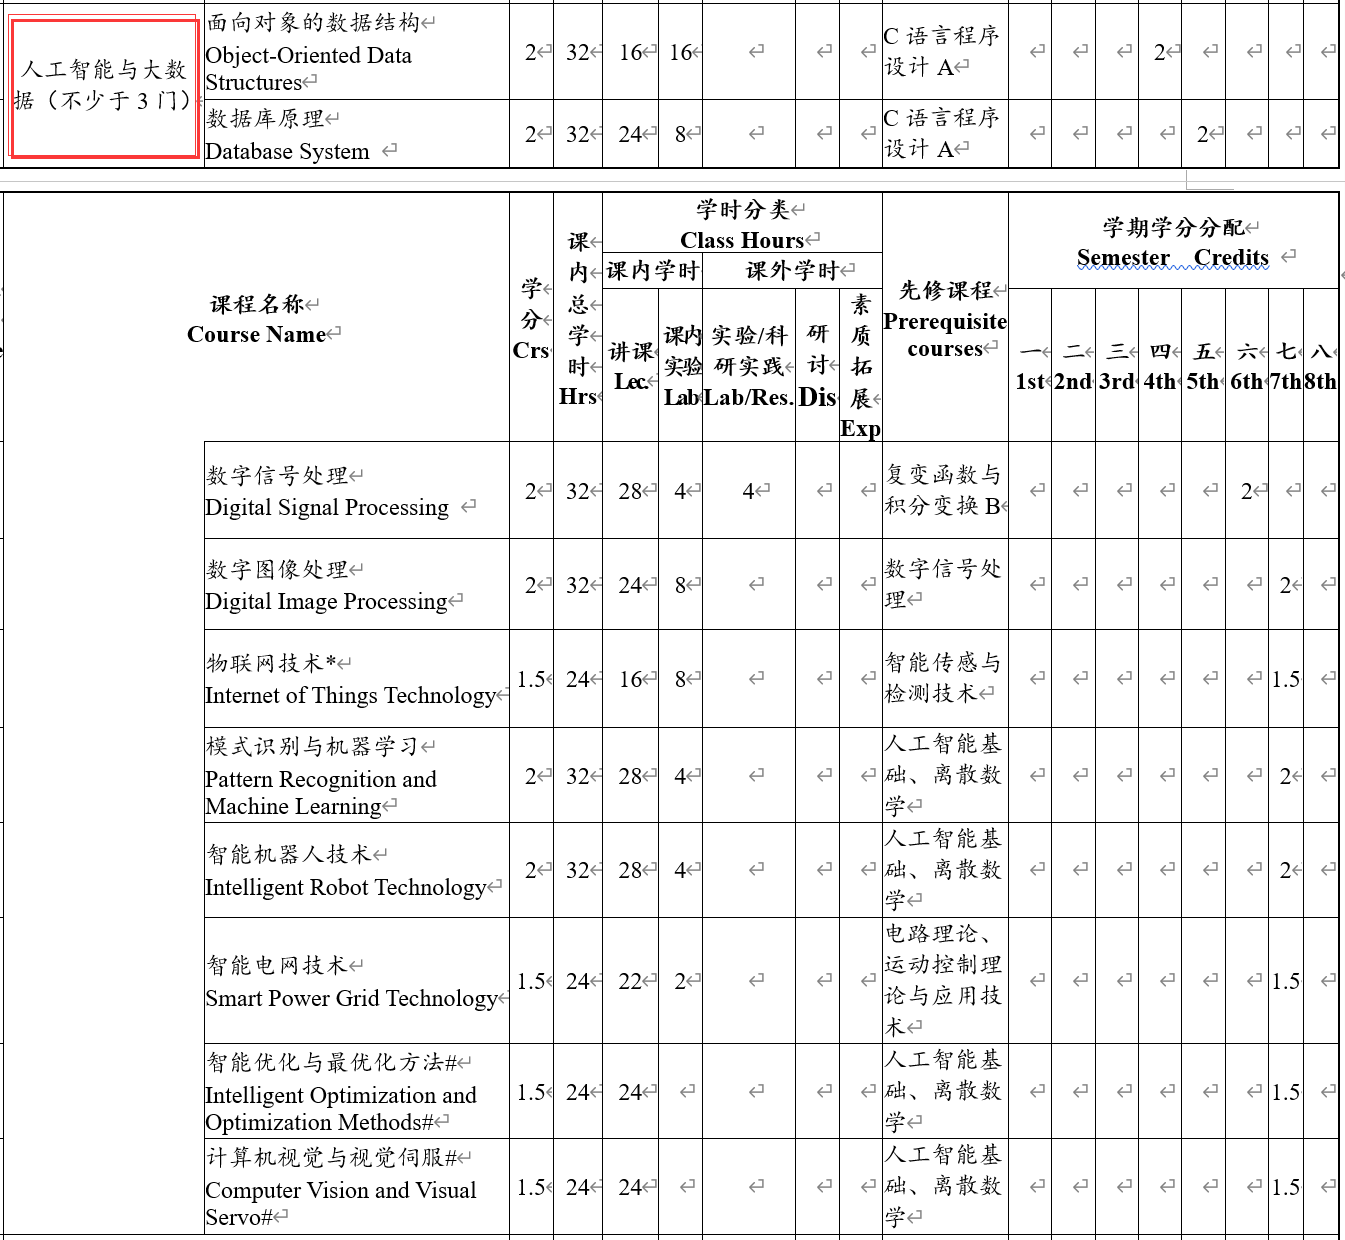 人工智能与大数
据（不少于 3 门）
面向对象的数据结构
Object-Oriented Data
Structures
2
32
16
16
C 语言程序
设计 A
2
数据库原理
Database System
2
32
24
8
C 语言程序
设计 A
2
课程名称
Course Name
学
分
Crs
课
内
总
学
时
Hrs
学时分类
Class Hours
课内学时
课外学时
讲课
Lec.
课内
实验
Lab
实验/科
研实践
Lab/Res.
研
讨
Dis
素
质
拓
展
Exp
先修课程
Prerequisite
courses
学期学分分配
Semester Credits
一
1st
二
2nd
三
3rd
四
4th
五
5th
六
6th
七
7th
八
8th
数字信号处理
Digital Signal Processing
2
32
28
4
4
复变函数与
积分变换 B
2
数字图像处理
Digital Image Processing
2
32
24
8
数字信号处
理
2
物联网技术*
Internet of Things Technology
1.5
24
16
8
智能传感与
检测技术
1.5
模式识别与机器学习
Pattern Recognition and
Machine Learning
2
32
28
4
人工智能基
础、离散数
学
2
智能机器人技术
Intelligent Robot Technology
2
32
28
4
人工智能基
础、离散数
学
2
智能电网技术
Smart Power Grid Technology
1.5
24
22
2
电路理论、
运动控制理
论与应用技
术
1.5
智能优化与最优化方法#
Intelligent Optimization and
Optimization Methods#
1.5
24
24
人工智能基
础、离散数
学
1.5
计算机视觉与视觉伺服#
Computer Vision and Visual
Servo#
1.5
24
24
人工智能基
础、离散数
学
1.5